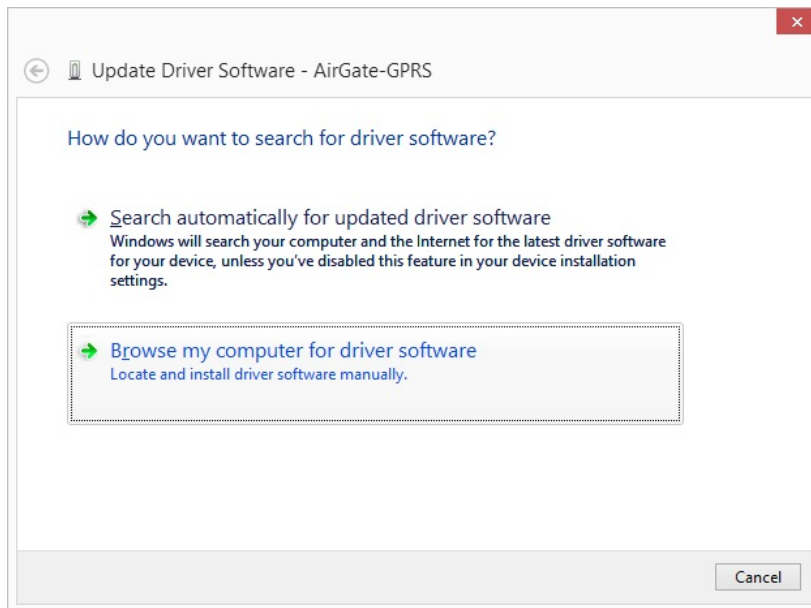 Update Driver Software - AirGate-GPRS
How do you want to search for driver software?
Search automatically for updated driver software
Windows will search your computer and the Internet for the latest driver software
for your device, unless you've disabled this feature in your device installation
settings.
Browse my computer for driver software
Locate and install driver software manually.
Cancel